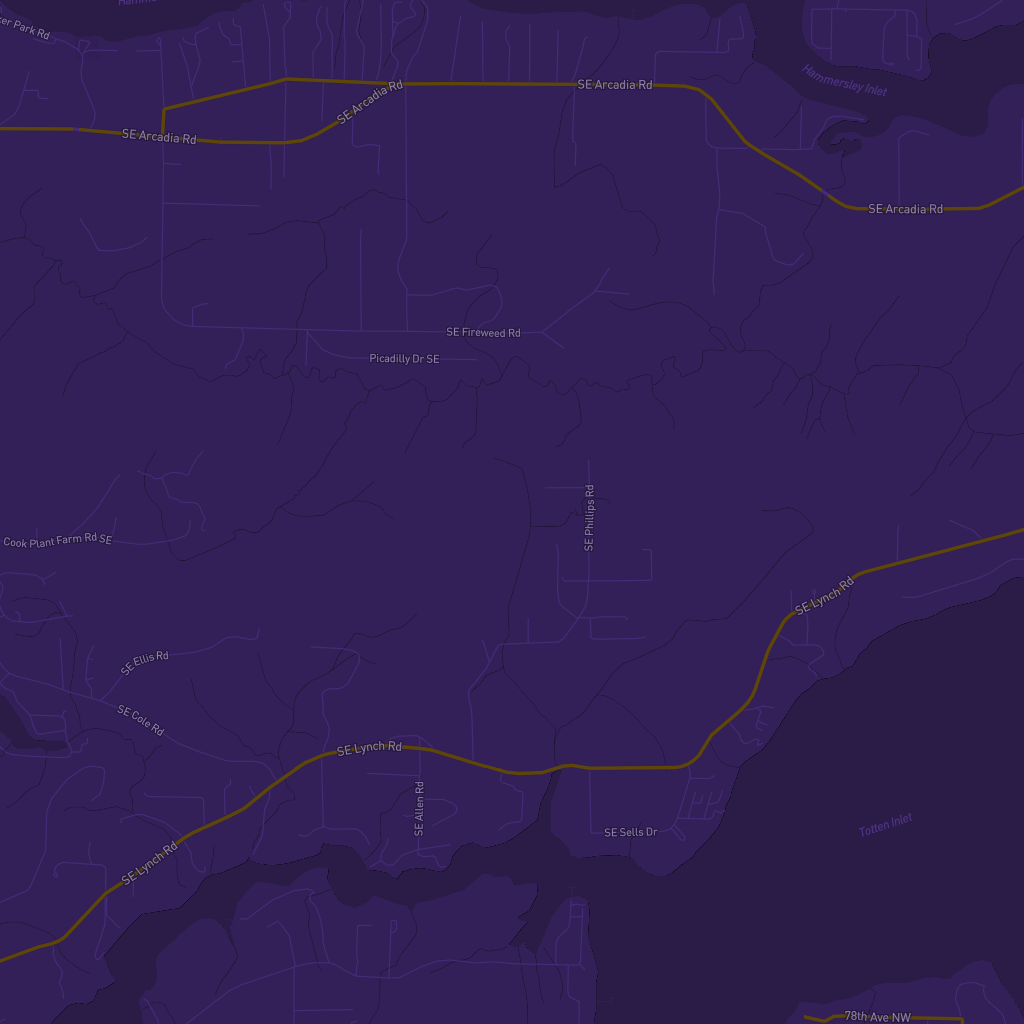 Park Rd
SE Arcadia Rd
SE Arcadia Rd
Hammersley Inlet
SE Arcadia Rd
SE Arcadia Rd
SE Fireweed Rd
Picadilly Dr SE
SE Phillips Rd
Cook Plant Farm Rd SE
SE Lynch Rd
SE Ellis Rd
SE Cole Rd
SE Lynch Rd
SE Allen Rd
SE Sells Dr
Totten Inlet
SE Lynch Rd
78th Ave NW